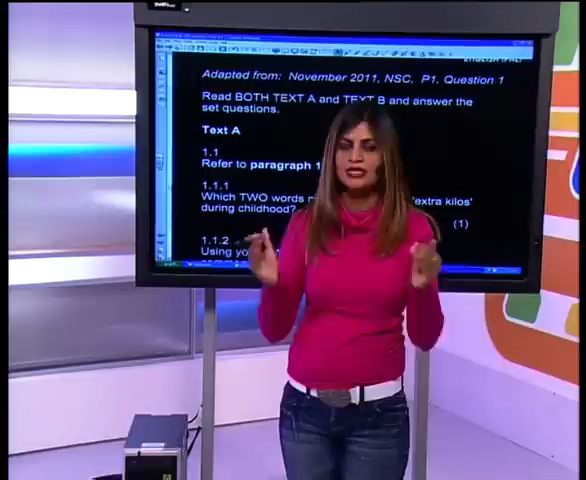 ENGLISH (FAL)
Adapted from: November 2011, NSC, P1, Question 1
Read BOTH TEXT A and TEXT B and answer the
set questions.
Text A
1.1
Refer to paragraph 1
1.1.1
Which TWO words 'extra kilos'
during childhood?
(1)
1.1.2
Using